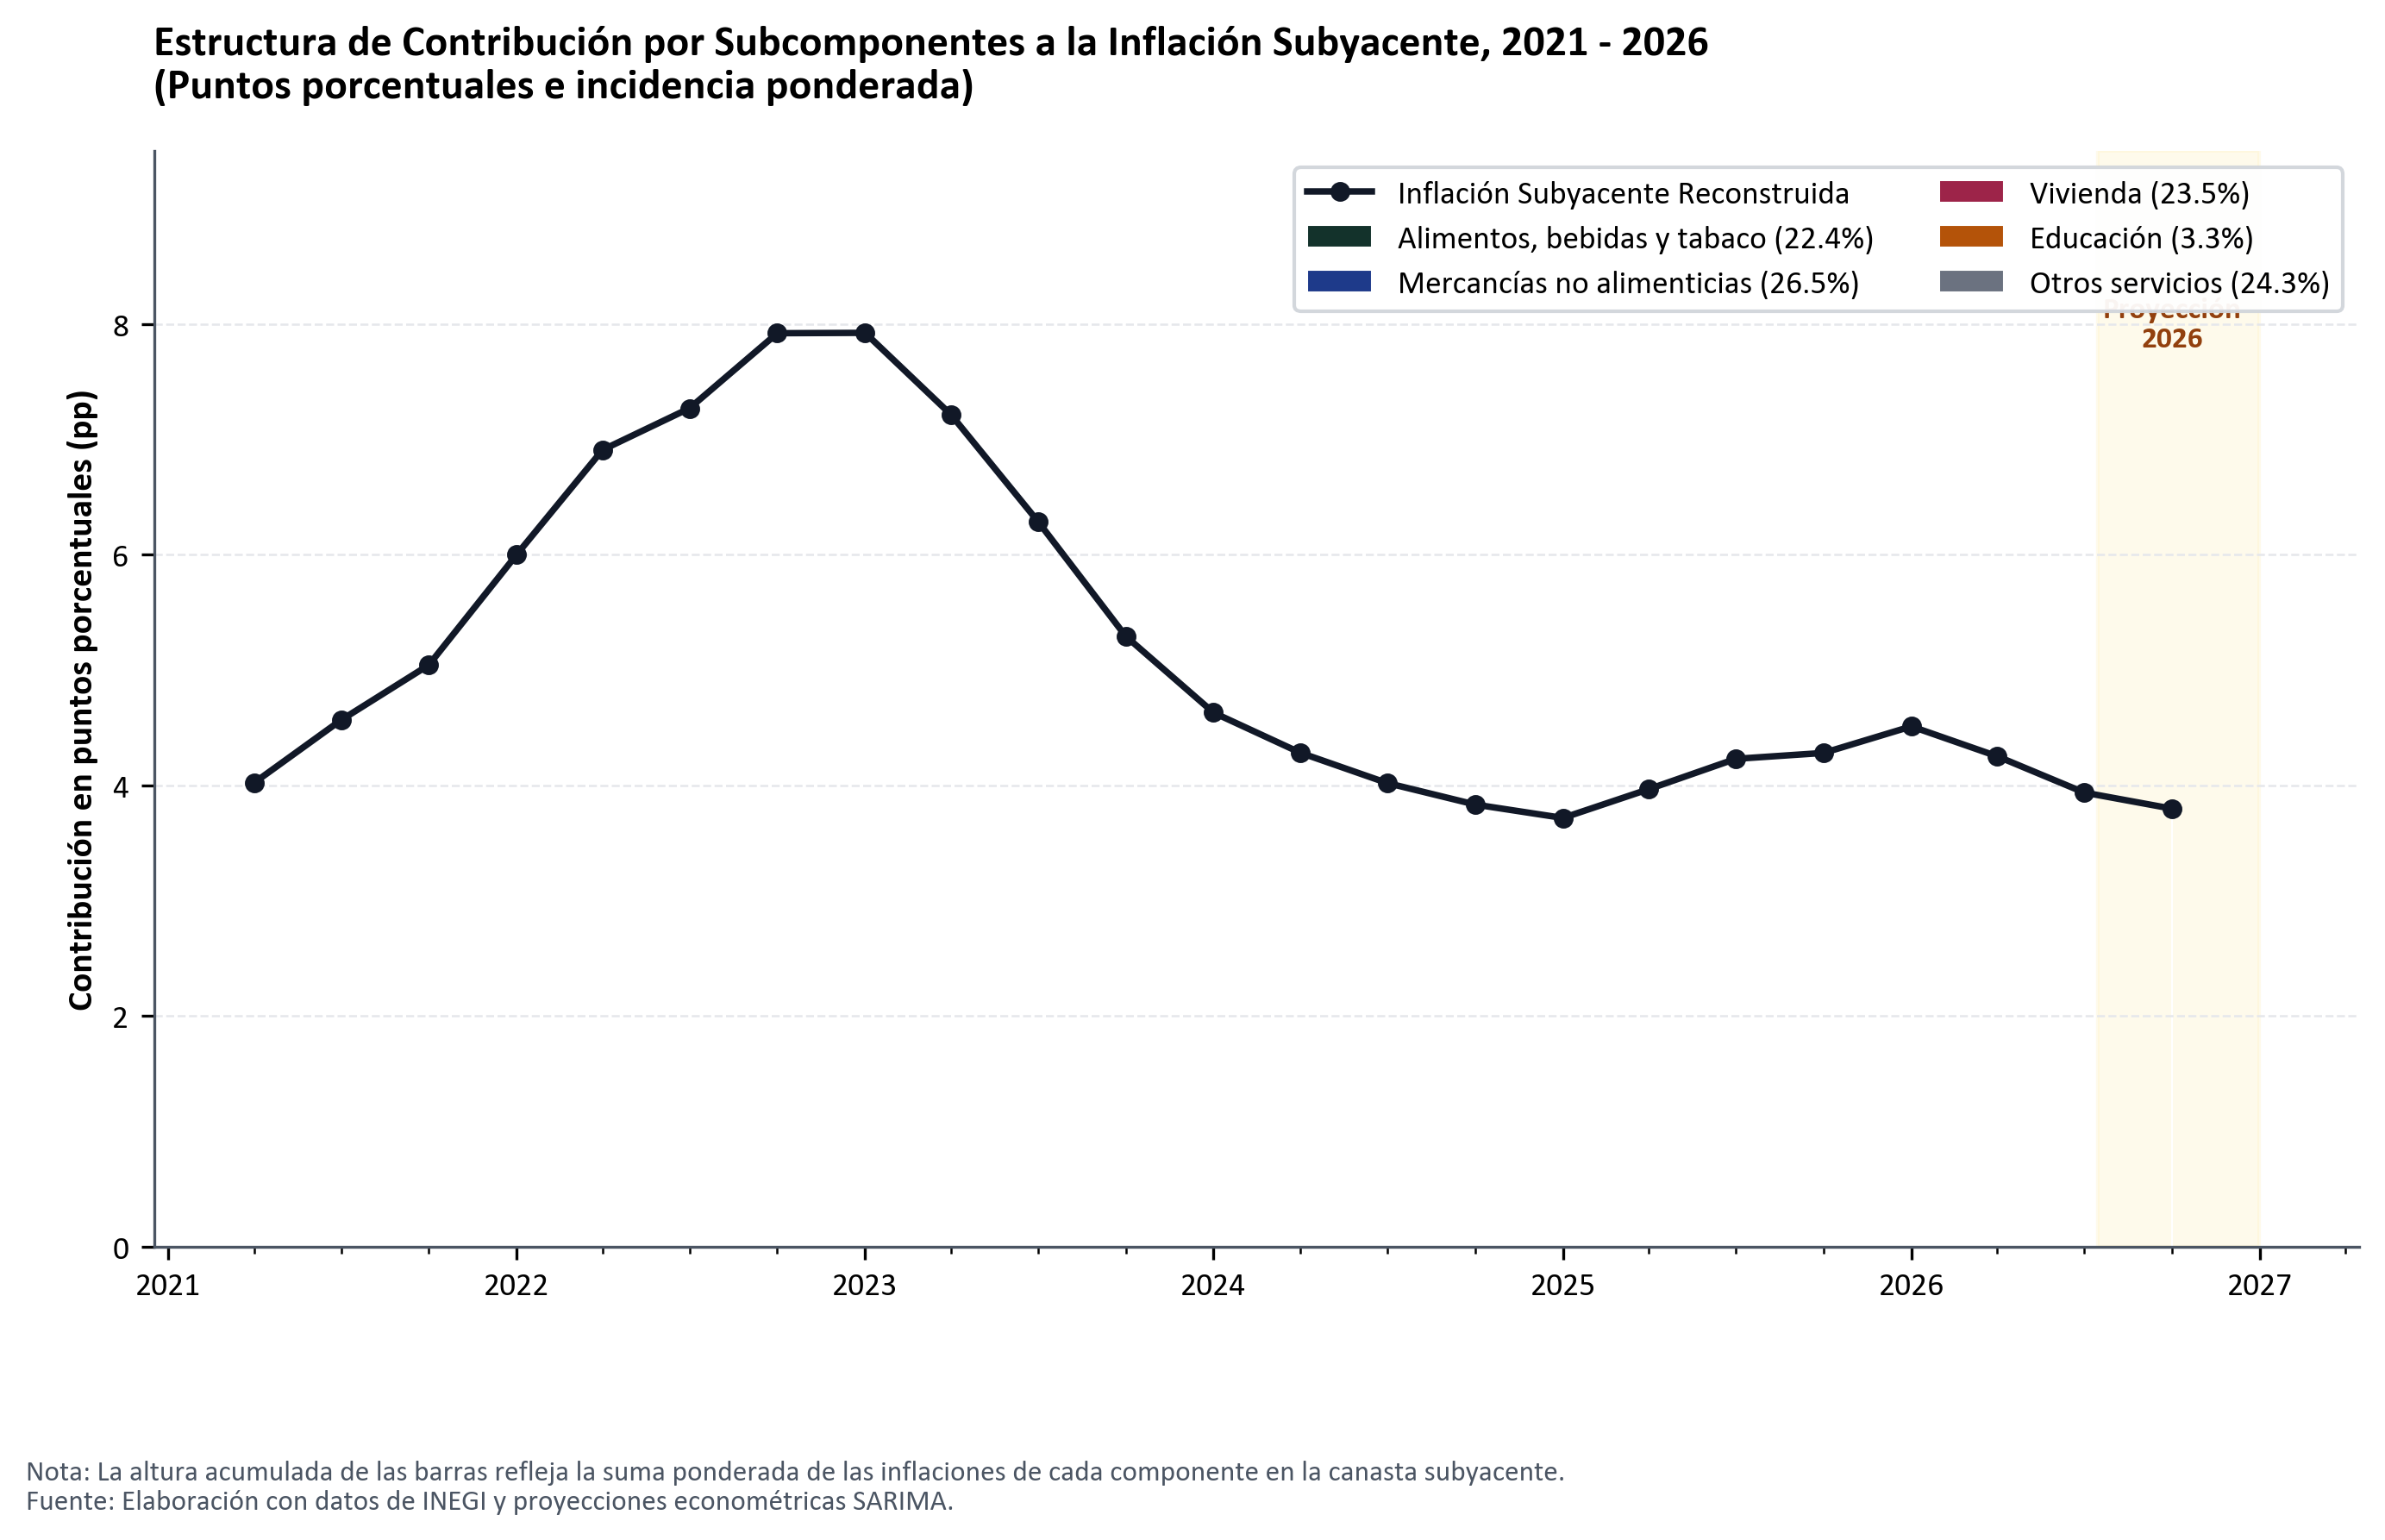 Estructura de Contribución por Subcomponentes a la Inflación Subyacente, 2021 - 2026
(Puntos porcentuales e incidencia ponderada)
Inflación Subyacente Reconstruida
Alimentos, bebidas y tabaco (22.4%)
Mercancías no alimenticias (26.5%)
Vivienda (23.5%)
Educación (3.3%)
Otros servicios (24.3%)
Proyección
2026
Contribución en puntos porcentuales (pp)
8
6
4
2
0
2021 2022 2023 2024 2025 2026 2027
Nota: La altura acumulada de las barras refleja la suma ponderada de las inflaciones de cada componente en la canasta subyacente.
Fuente: Elaboración con datos de INEGI y proyecciones econométricas SARIMA.